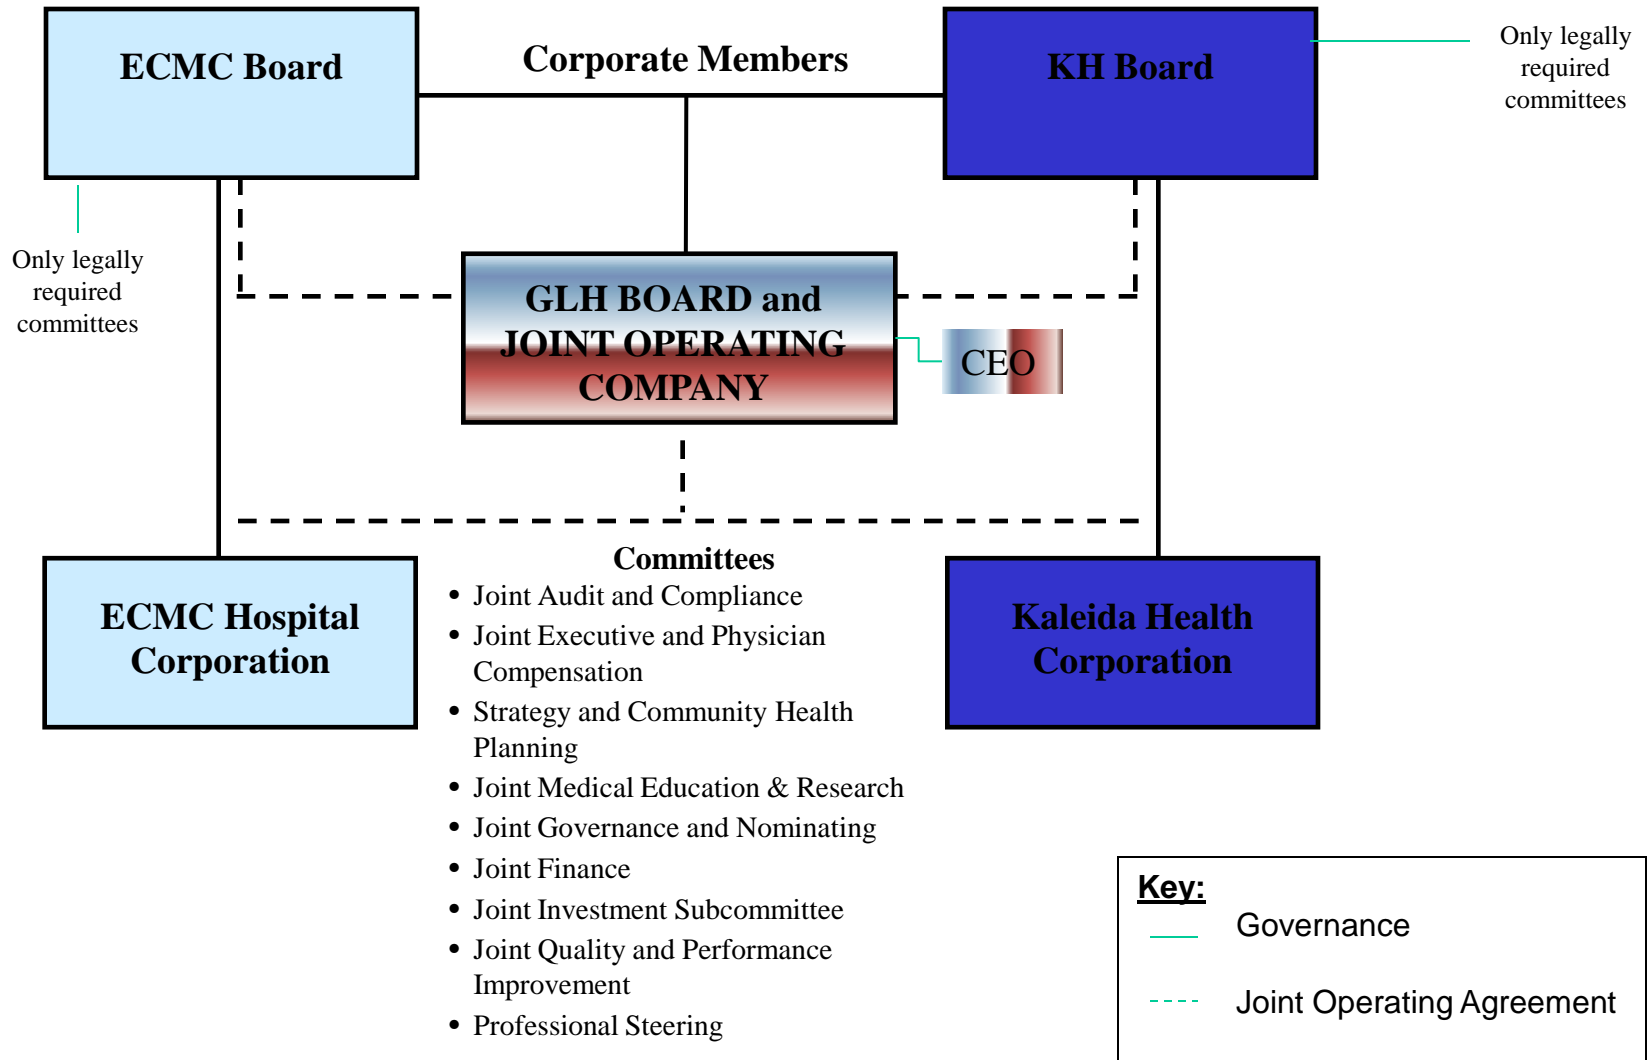 ECMC Board
Corporate Members
KH Board
Only legally
required
committees
Only legally
required
committees
GLH BOARD and
JOINT OPERATING
COMPANY
CEO
ECMC Hospital
Corporation
Committees
• Joint Audit and Compliance
• Joint Executive and Physician
Compensation
• Strategy and Community Health
Planning
• Joint Medical Education & Research
• Joint Governance and Nominating
• Joint Finance
• Joint Investment Subcommittee
• Joint Quality and Performance
Improvement
• Professional Steering
Kaleida Health
Corporation
Key:
Governance
Joint Operating Agreement